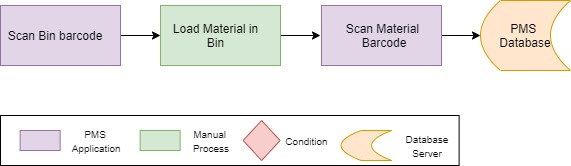 Scan Bin barcode
Load Material in
Bin
Scan Material
Barcode
PMS
Database
PMS
Application
Manual
Process
Condition
Database
Server